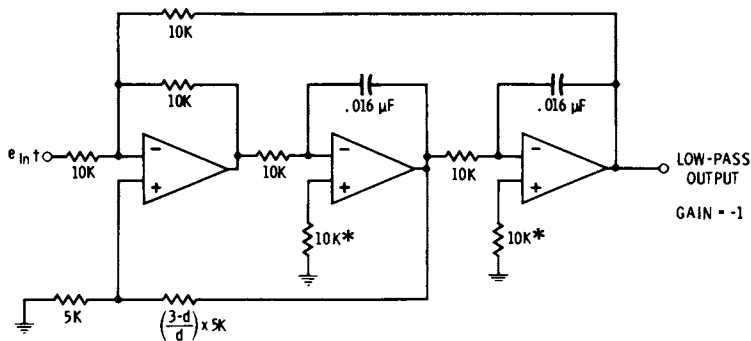 10K
10K
.016 μF
.016 μF
e in †
10K
−
+
10K
−
+
10K
−
+
LOW-PASS
OUTPUT
GAIN = -1
10K*
10K*
5K
(3-d/d) x 5K